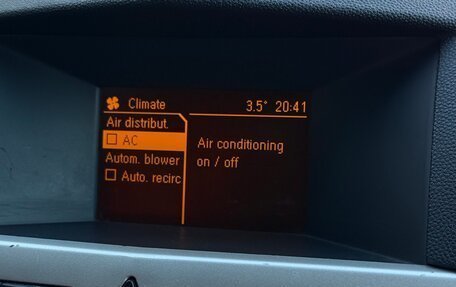 Climate 3.5° 20:41
Air distribut.
AC
Autom. blower
Auto. recirc
Air conditioning
on / off